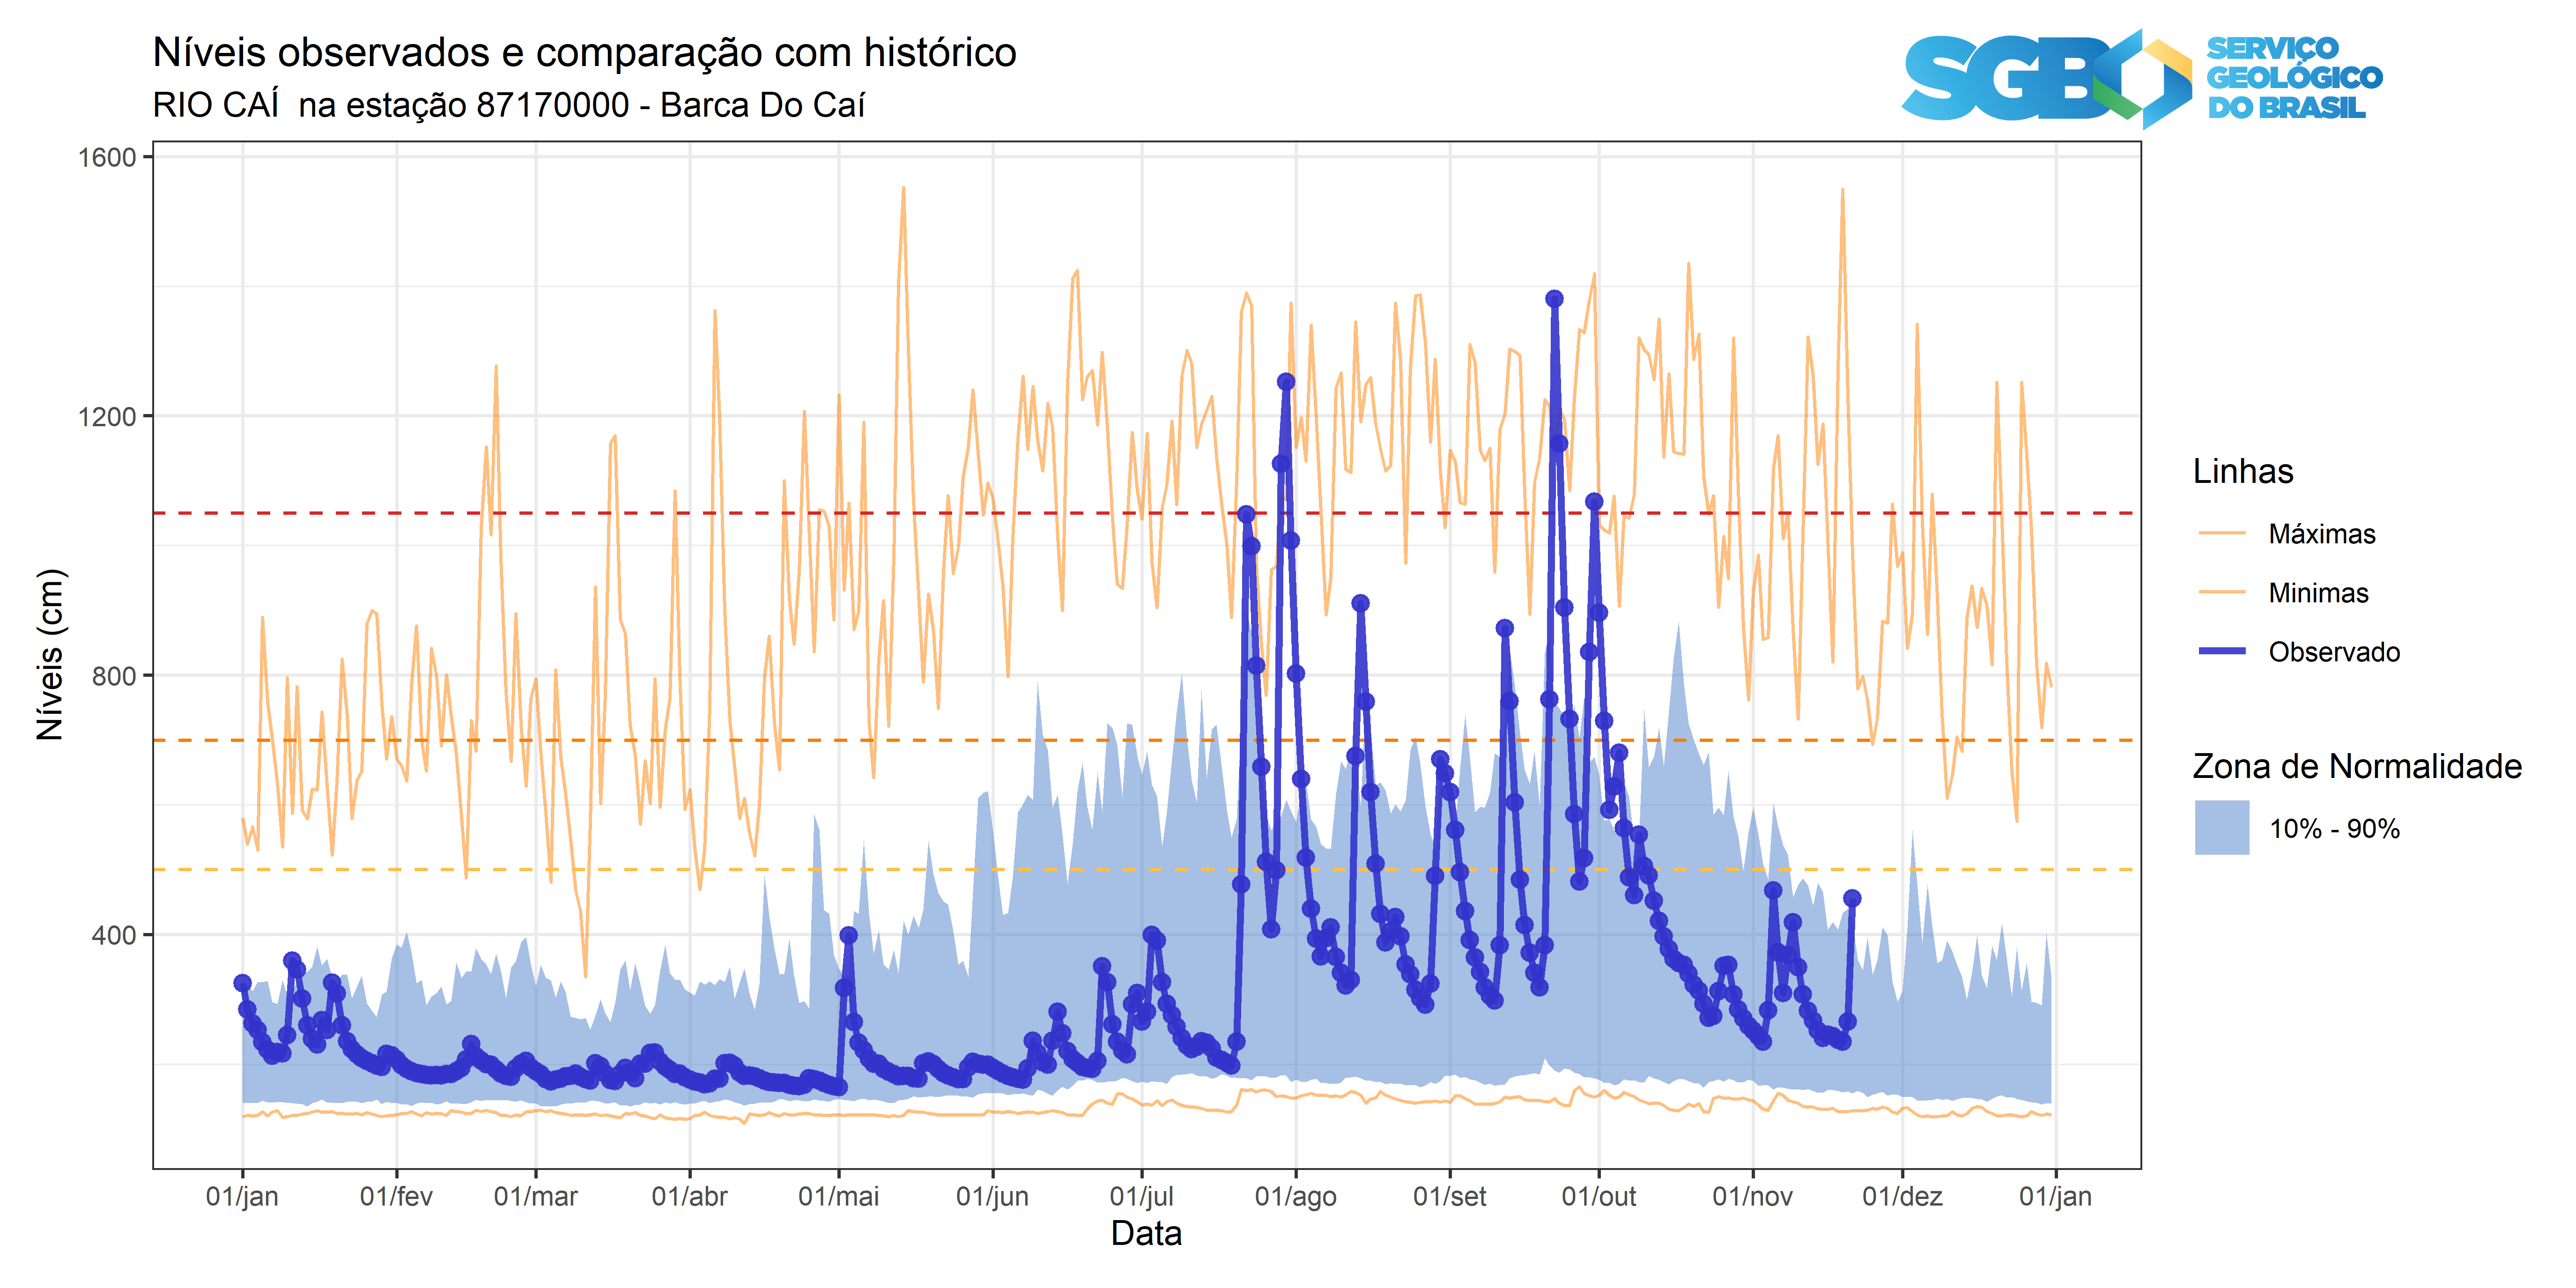 Níveis observados e comparação com histórico
RIO CAÍ  na estação 87170000 - Barca Do Caí
SGB
SERVIÇO
GEOLÓGICO
DO BRASIL
1600
1200
800
400
Níveis (cm)
01/jan
01/fev
01/mar
01/abr
01/mai
01/jun
01/jul
01/ago
01/set
01/out
01/nov
01/dez
01/jan
Data
Linhas
Máximas
Minimas
Observado
Zona de Normalidade
10% - 90%